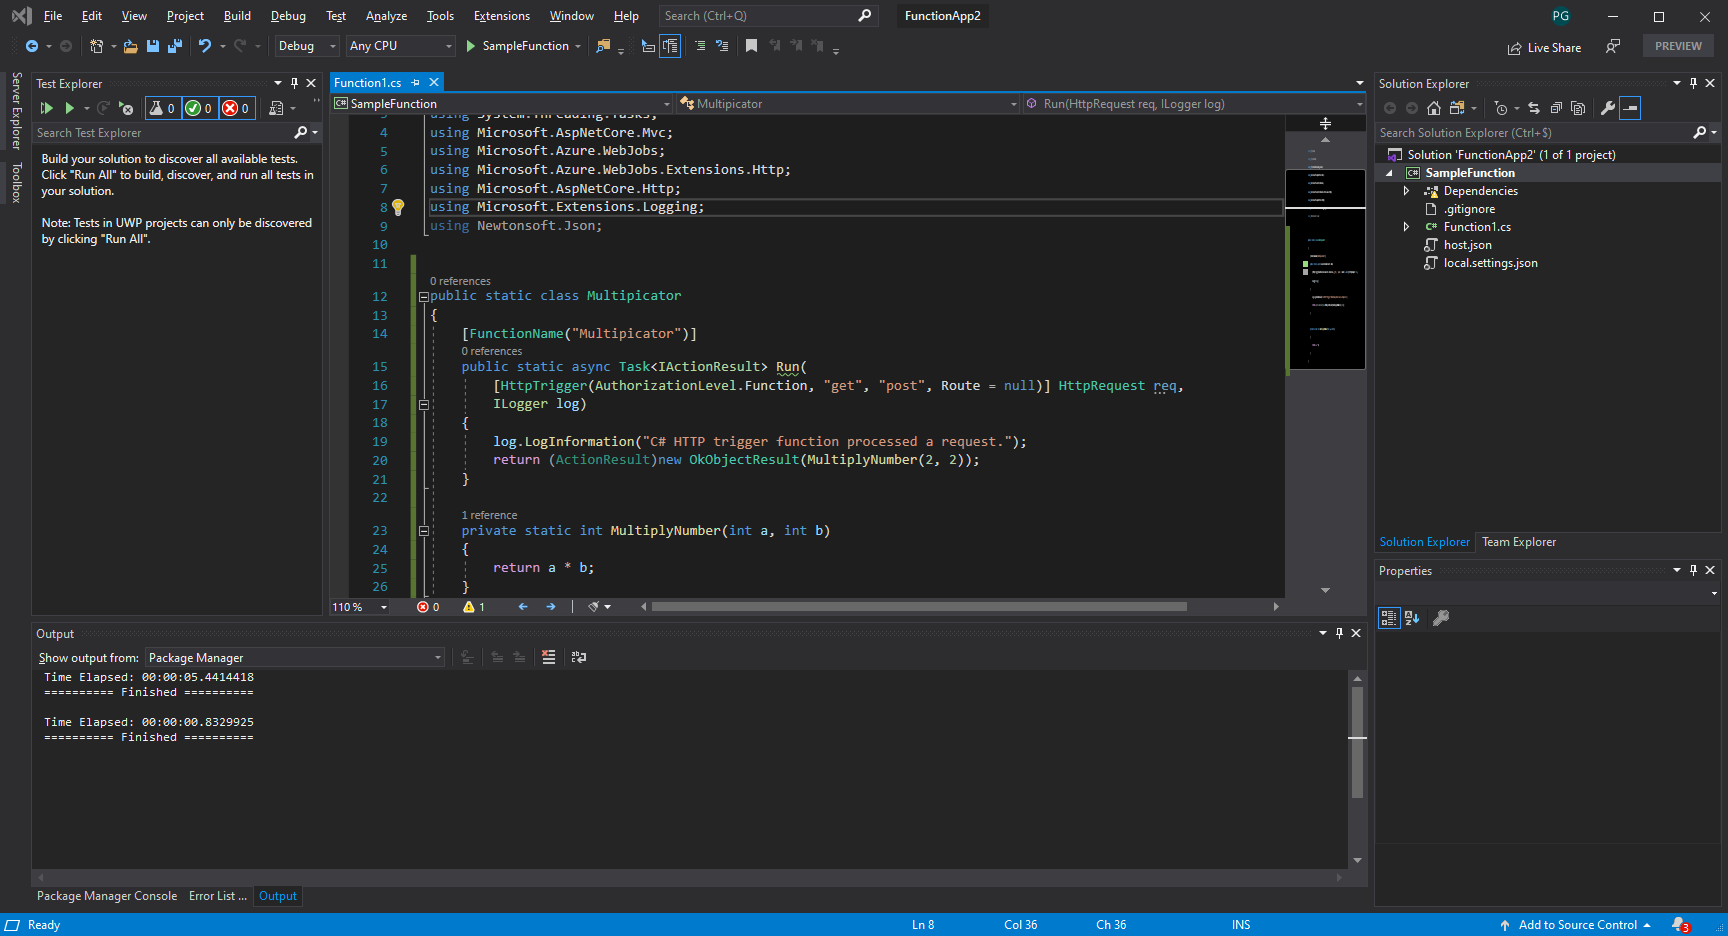 File Edit View Project Build Debug Test Analyze Tools Extensions Window Help Search (Ctrl+Q) FunctionApp2 PG
Debug Any CPU SampleFunction Live Share PREVIEW
Server Explorer
Toolbox
Test Explorer
0 0 0
Search Test Explorer
Build your solution to discover all available tests.
Click "Run All" to build, discover, and run all tests in
your solution.
Note: Tests in UWP projects can only be discovered
by clicking "Run All".
Function1.cs
C# SampleFunction Multipicator Run(HttpRequest req, ILogger log)
using System.Threading.Tasks;
4 using Microsoft.AspNetCore.Mvc;
5 using Microsoft.Azure.WebJobs;
6 using Microsoft.Azure.WebJobs.Extensions.Http;
7 using Microsoft.AspNetCore.Http;
8 using Microsoft.Extensions.Logging;
9 using Newtonsoft.Json;
10
11
0 references
12 public static class Multipicator
13 {
14 [FunctionName("Multipicator")]
0 references
15 public static async Task<IActionResult> Run(
16 [HttpTrigger(AuthorizationLevel.Function, "get", "post", Route = null)] HttpRequest req,
17 ILogger log)
18 {
19 log.LogInformation("C# HTTP trigger function processed a request.");
20 return (ActionResult)new OkObjectResult(MultiplyNumber(2, 2));
21 }
22
1 reference
23 private static int MultiplyNumber(int a, int b)
24 {
25 return a * b;
26 }
110 % 0 1
Solution Explorer
Search Solution Explorer (Ctrl+$)
Solution 'FunctionApp2' (1 of 1 project)
C# SampleFunction
Dependencies
.gitignore
C# Function1.cs
host.json
local.settings.json
Solution Explorer Team Explorer
Properties
Output
Show output from: Package Manager
Time Elapsed: 00:00:05.4414418
========== Finished ==========
Time Elapsed: 00:00:00.8329925
========== Finished ==========
Package Manager Console Error List ... Output
Ready Ln 8 Col 36 Ch 36 INS Add to Source Control 3